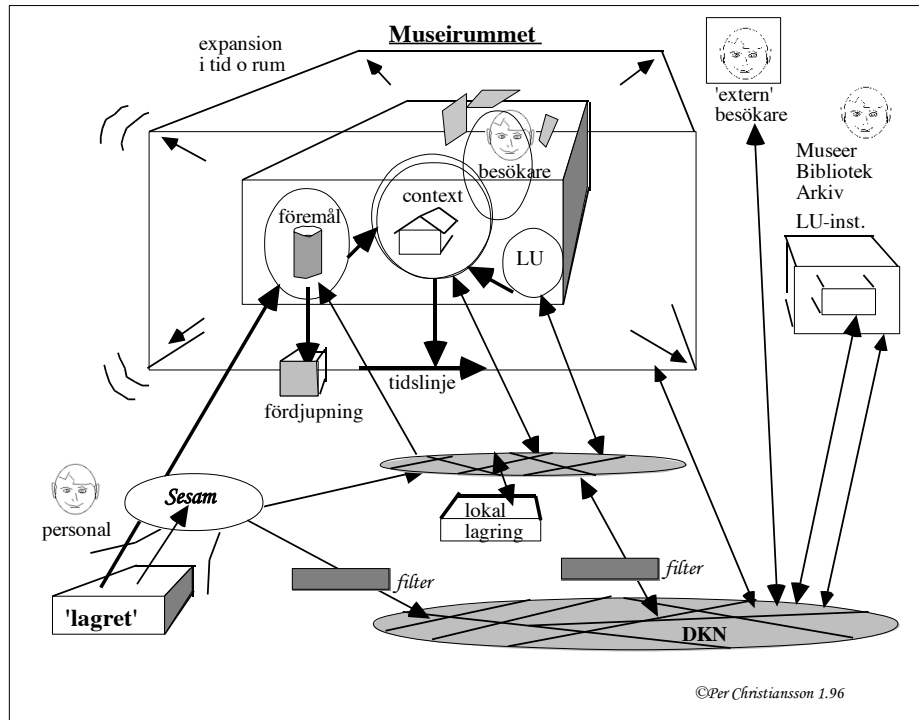 Museirummet
expansion
i tid o rum
'extern'
besökare
besökare
Museer
Bibliotek
Arkiv
LU-inst.
context
föremål
LU
tidslinje
fördjupning
Sesam
personal
lokal
lagring
filter
filter
'lagret'
DKN
©Per Christiansson 1.96